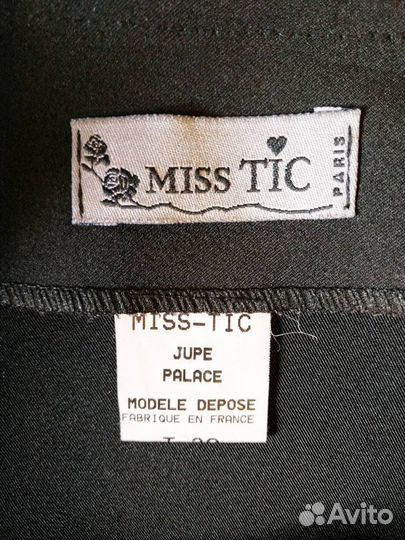 MISS TIC
PARIS
MISS-TIC
JUPE
PALACE
MODELE DEPOSE
FABRIQUE EN FRANCE
Avito